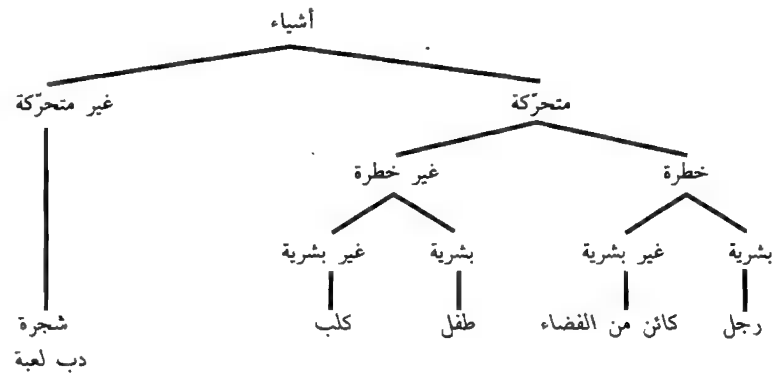 أشياء
متحرّكة
غير متحرّكة
خطرة
غير خطرة
بشرية
غير بشرية
بشرية
غير بشرية
رجل
كائن من الفضاء
طفل
كلب
شجرة
دب لعبة